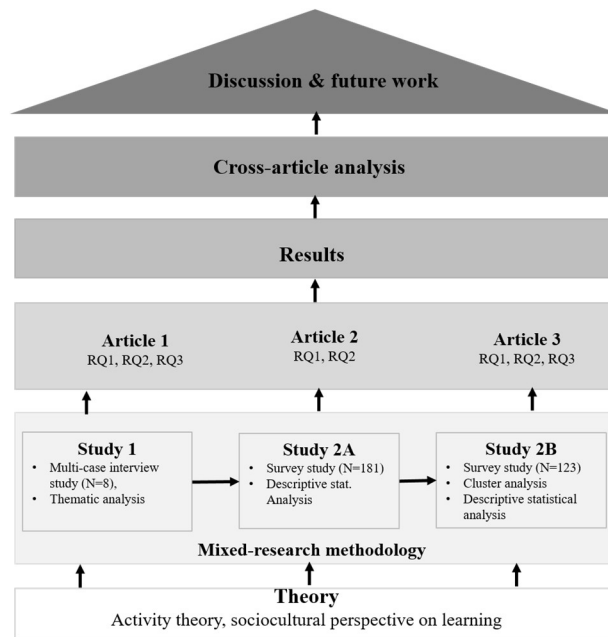 Discussion & future work
Cross-article analysis
Results
Article 1
RQ1, RQ2, RQ3
Article 2
RQ1, RQ2
Article 3
RQ1, RQ2, RQ3
Study 1
• Multi-case interview
study (N=8),
• Thematic analysis
Study 2A
• Survey study (N=181)
• Descriptive stat.
Analysis
Study 2B
• Survey study (N=123)
• Cluster analysis
• Descriptive statistical
analysis
Mixed-research methodology
Theory
Activity theory, sociocultural perspective on learning